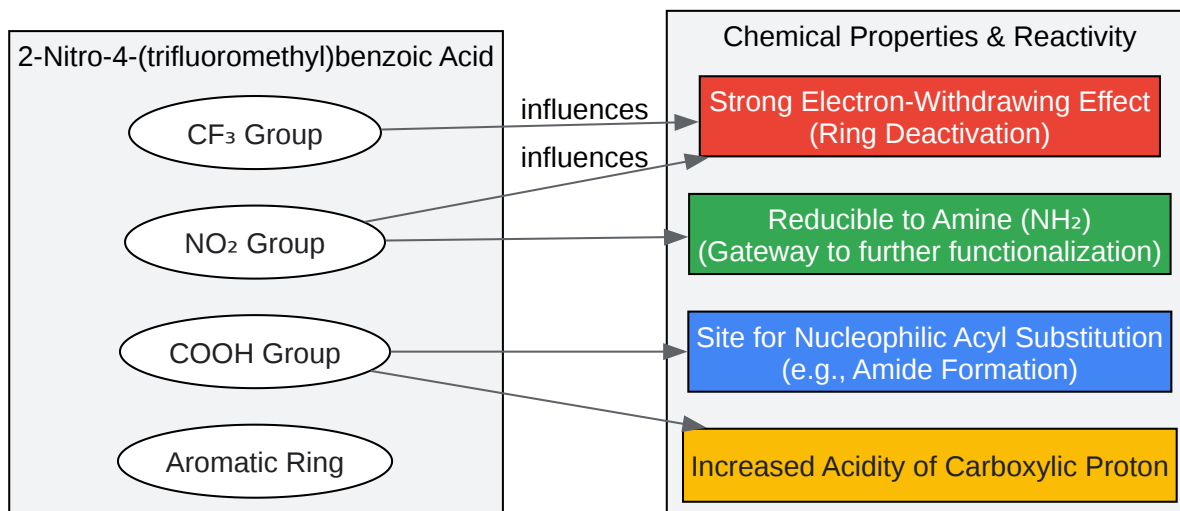 2-Nitro-4-(trifluoromethyl)benzoic Acid
CF₃ Group
NO₂ Group
COOH Group
Aromatic Ring
influences
influences
Chemical Properties & Reactivity
Strong Electron-Withdrawing Effect
(Ring Deactivation)
Reducible to Amine (NH₂)
(Gateway to further functionalization)
Site for Nucleophilic Acyl Substitution
(e.g., Amide Formation)
Increased Acidity of Carboxylic Proton